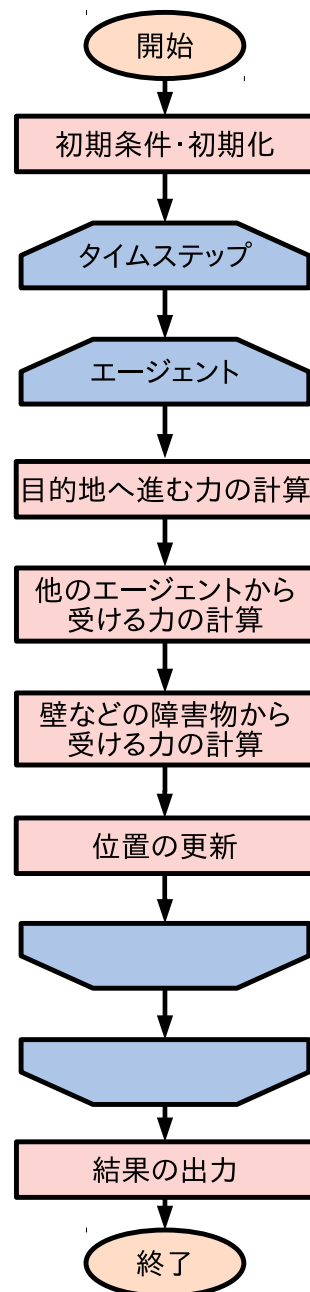 開始
初期条件・初期化
タイムステップ
エージェント
目的地へ進む力の計算
他のエージェントから
受ける力の計算
壁などの障害物から
受ける力の計算
位置の更新
結果の出力
終了